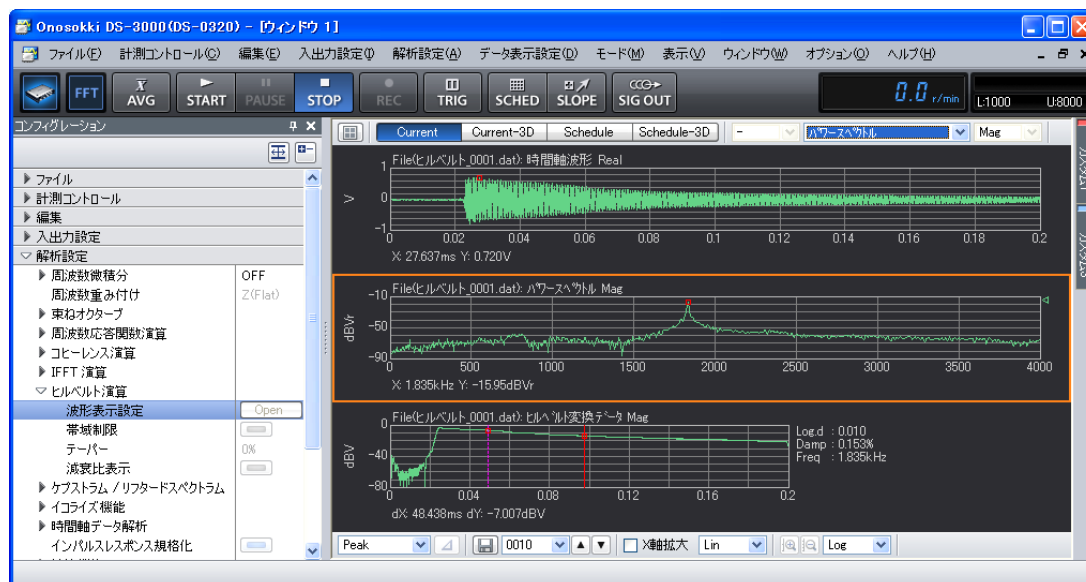 Onosokki DS-3000(DS-0320) - [ウィンドウ 1]
ファイル(F) 計測コントロール(C) 編集(E) 入出力設定(I) 解析設定(A) データ表示設定(D) モード(M) 表示(V) ウィンドウ(W) オプション(O) ヘルプ(H)
FFT X AVG START PAUSE STOP REC TRIG SCHED SLOPE SIG OUT 0.0 r/min L:1000 U:8000
コンフィグレーション
Current Current-3D Schedule Schedule-3D - パワースペクトル Mag
ファイル
計測コントロール
編集
入出力設定
解析設定
周波数微積分 OFF
周波数重み付け Z(Flat)
束ねオクターブ
周波数応答関数演算
コヒーレンス演算
IFFT 演算
ヒルベルト演算
波形表示設定 Open
帯域制限
テーパー 0%
減衰比表示
ケプストラム / リフタードスペクトラム
イコライズ機能
時間軸データ解析
インパルスレスポンス規格化
File(ヒルベルト_0001.dat): 時間軸波形 Real
1
V
0
-1
0 0.02 0.04 0.06 0.08 0.1 0.12 0.14 0.16 0.18 0.2
X: 27.637ms Y: 0.720V
File(ヒルベルト_0001.dat): パワースペクトル Mag
-10
dBVr
-50
-90
0 500 1000 1500 2000 2500 3000 3500 4000
X: 1.835kHz Y: -15.95dBVr
File(ヒルベルト_0001.dat): ヒルベルト変換データ Mag
0
dBV
-40
-80
0 0.04 0.08 0.12 0.16 0.2
dX: 48.438ms dY: -7.007dBV
Log.d : 0.010
Damp : 0.153%
Freq : 1.835kHz
Peak 0010 X軸拡大 Lin Log